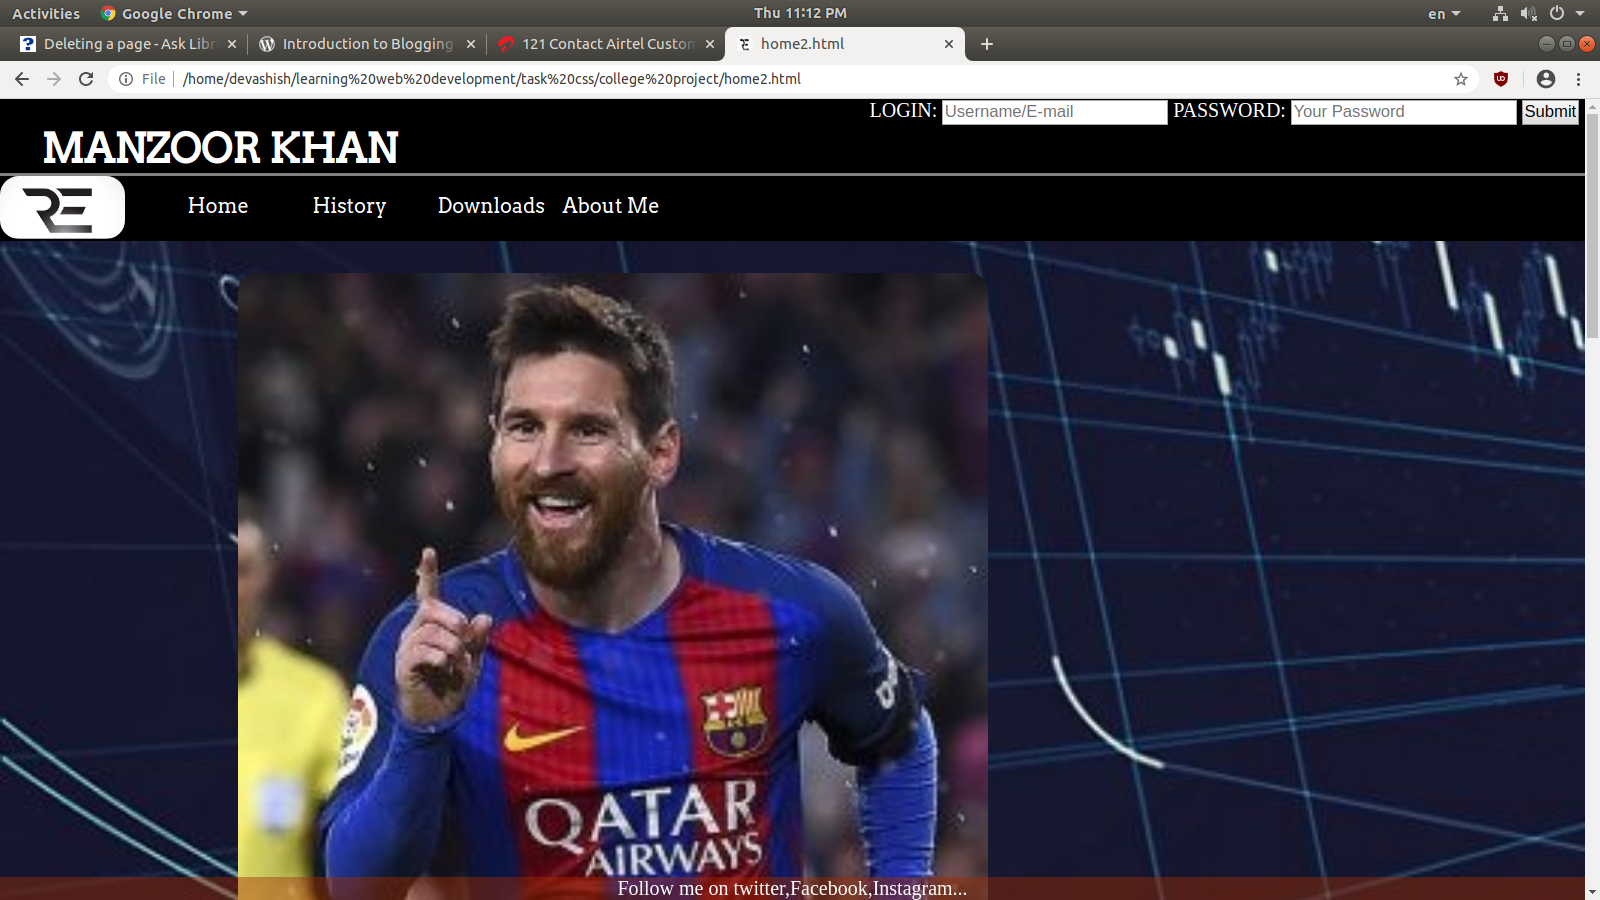 Activities Google Chrome Thu 11:12 PM en
Deleting a page - Ask Libr Introduction to Blogging 121 Contact Airtel Custom home2.html
File /home/devashish/learning%20web%20development/task%20css/college%20project/home2.html
LOGIN: Username/E-mail PASSWORD: Your Password Submit
MANZOOR KHAN
RE Home History Downloads About Me
QATAR
AIRWAYS
Follow me on twitter,Facebook,Instagram...